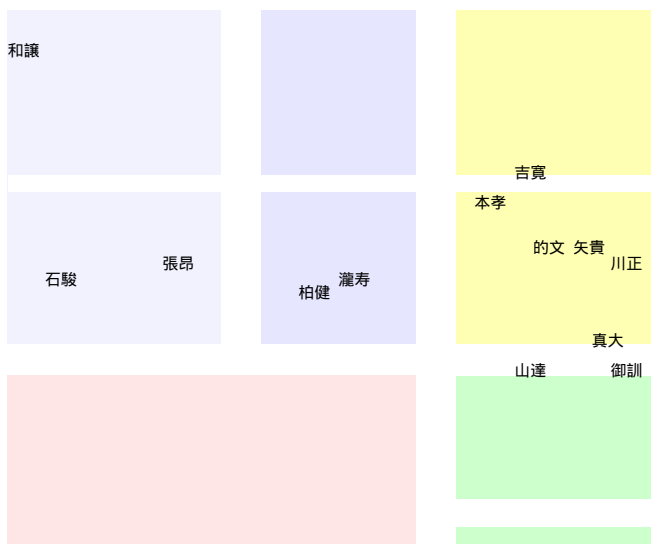 和譲
吉寛
本孝
的文 矢貴
川正
張昂
石駿
瀧寿
柏健
真大
山達
御訓